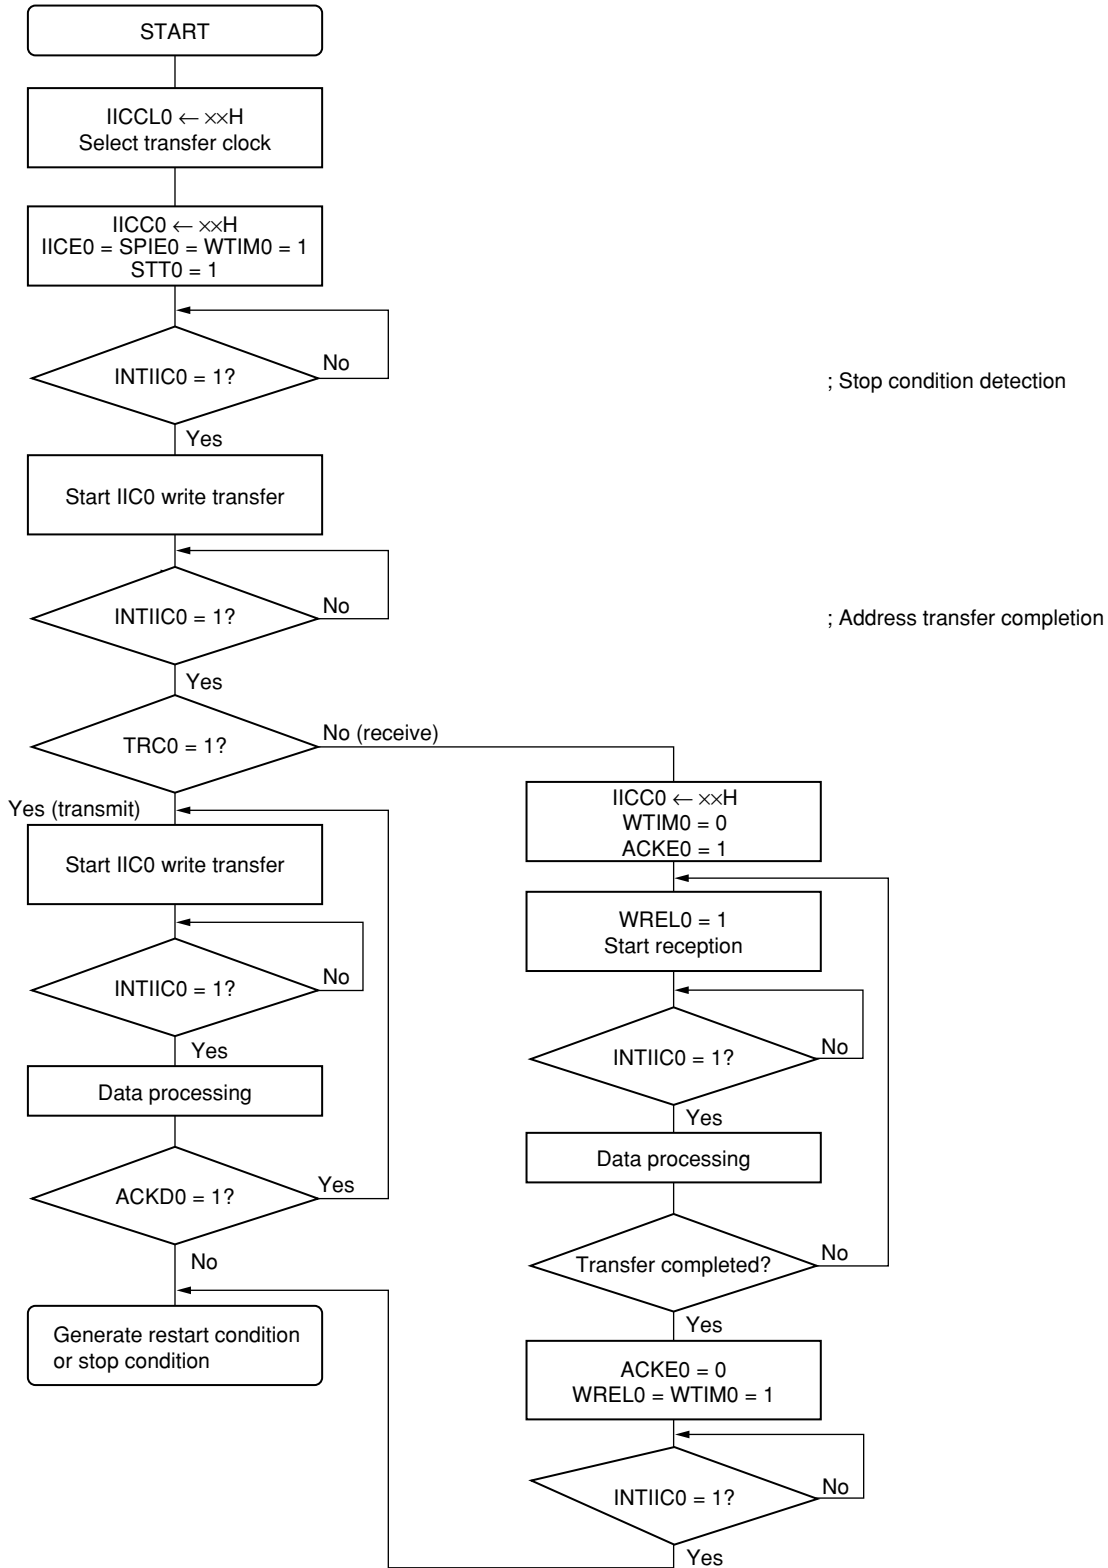 START
IICCL0 ← ××H
Select transfer clock
IICC0 ← ××H
IICE0 = SPIE0 = WTIM0 = 1
STT0 = 1
INTIIC0 = 1?
No
; Stop condition detection
Yes
Start IIC0 write transfer
INTIIC0 = 1?
No
; Address transfer completion
Yes
TRC0 = 1?
No (receive)
Yes (transmit)
Start IIC0 write transfer
INTIIC0 = 1?
No
Yes
Data processing
ACKD0 = 1?
Yes
No
Generate restart condition
or stop condition
IICC0 ← ××H
WTIM0 = 0
ACKE0 = 1
WREL0 = 1
Start reception
INTIIC0 = 1?
No
Yes
Data processing
Transfer completed?
No
Yes
ACKE0 = 0
WREL0 = WTIM0 = 1
INTIIC0 = 1?
No
Yes